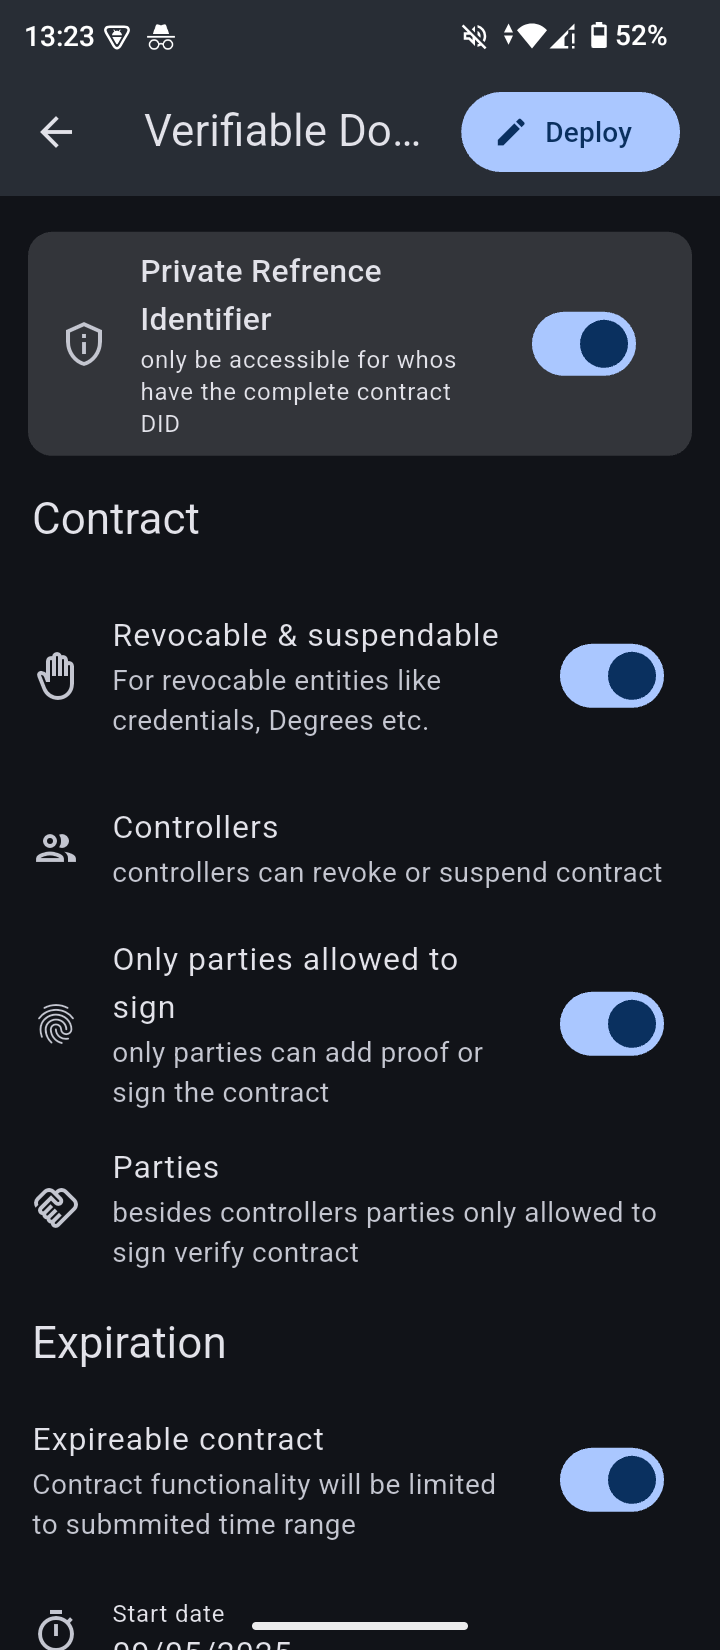 13:23
52%
Verifiable Do...
Deploy
Private Refrence
Identifier
only be accessible for whos
have the complete contract
DID
Contract
Revocable & suspendable
For revocable entities like
credentials, Degrees etc.
Controllers
controllers can revoke or suspend contract
Only parties allowed to
sign
only parties can add proof or
sign the contract
Parties
besides controllers parties only allowed to
sign verify contract
Expiration
Expireable contract
Contract functionality will be limited
to submmited time range
Start date